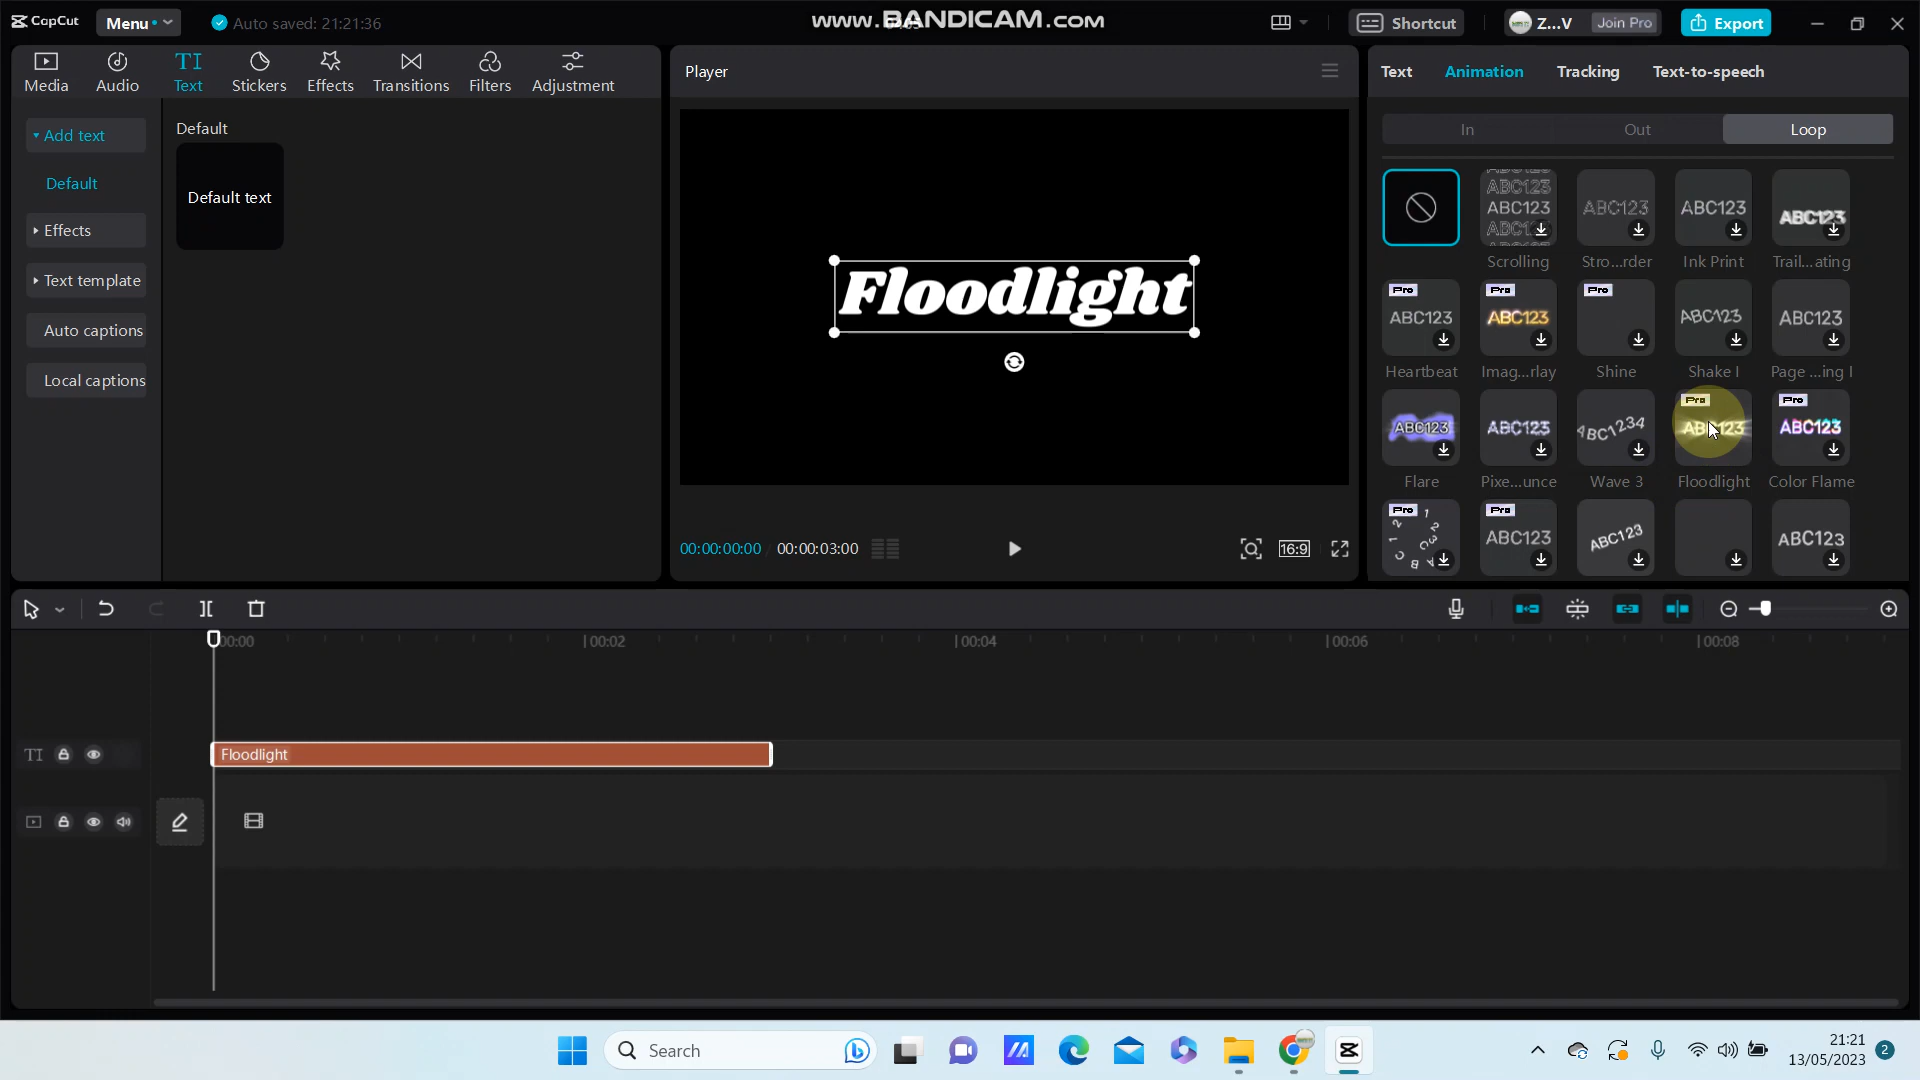 CapCut
Menu
Auto saved: 21:21:36
www.BANDICAM.com
Shortcut
Z...V
Join Pro
Export
Media
Audio
TI
Text
Stickers
Effects
Transitions
Filters
Adjustment
Player
Text
Animation
Tracking
Text-to-speech
Add text
Default
Effects
Text template
Auto captions
Local captions
Default
Default text
Floodlight
In
Out
Loop
ABC123
ABC123
ABC123
ABC123
ABC123
ABC123
Scrolling
Stro...rder
Ink Print
Trail...ating
Pro
Pro
Pro
ABC123
ABC123
ABC123
ABC123
Heartbeat
Imag...rlay
Shine
Shake I
Page ...ing I
Pro
Pro
ABC123
ABC123
ABC1234
ABC123
ABC123
Flare
Pixe...unce
Wave 3
Floodlight
Color Flame
Pro
Pro
ABC123
ABC123
ABC123
00:00:00:00
00:00:03:00
16:9
00:00
00:02
00:04
00:06
00:08
TI
Floodlight
Search
21:21
13/05/2023
2